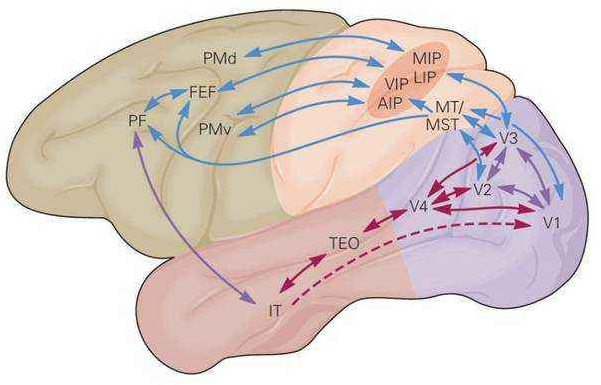 PMd
MIP
VIP LIP
AIP
FEF
PF
PMv
MT/
MST
V3
V2
V4
V1
TEO
IT